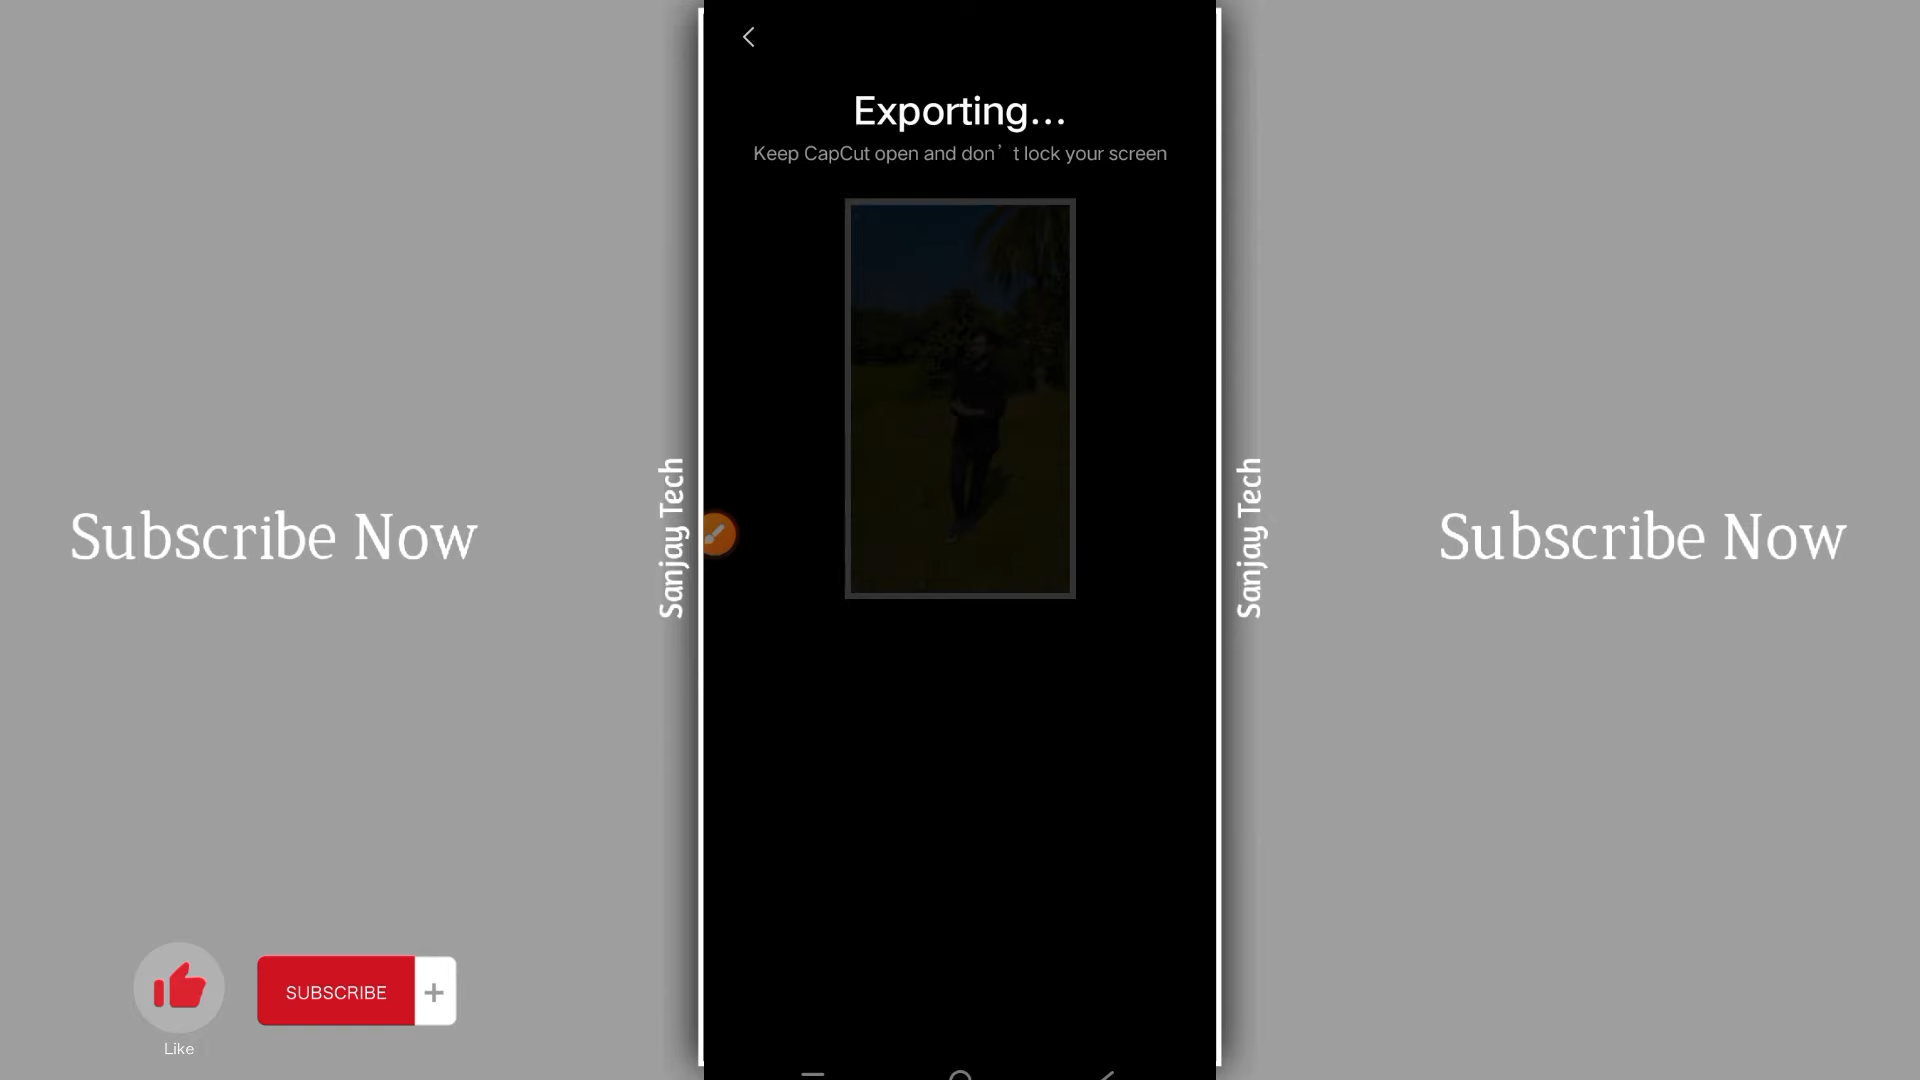 Exporting...
Keep CapCut open and don’t lock your screen
Subscribe Now
Sanjay Tech
Sanjay Tech
Subscribe Now
SUBSCRIBE +
Like